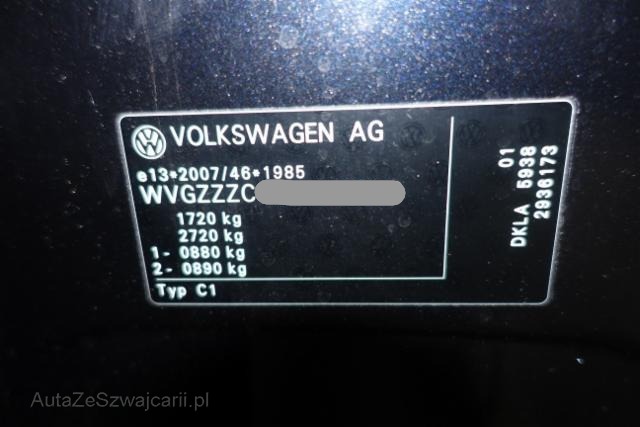 VOLKSWAGEN AG
e13*2007/46*1985
WVGZZZC
1720 kg
2720 kg
1- 0880 kg
2- 0890 kg
Typ C1
01
DKLA 5938
2936173
AutaZeSzwajcarii.pl